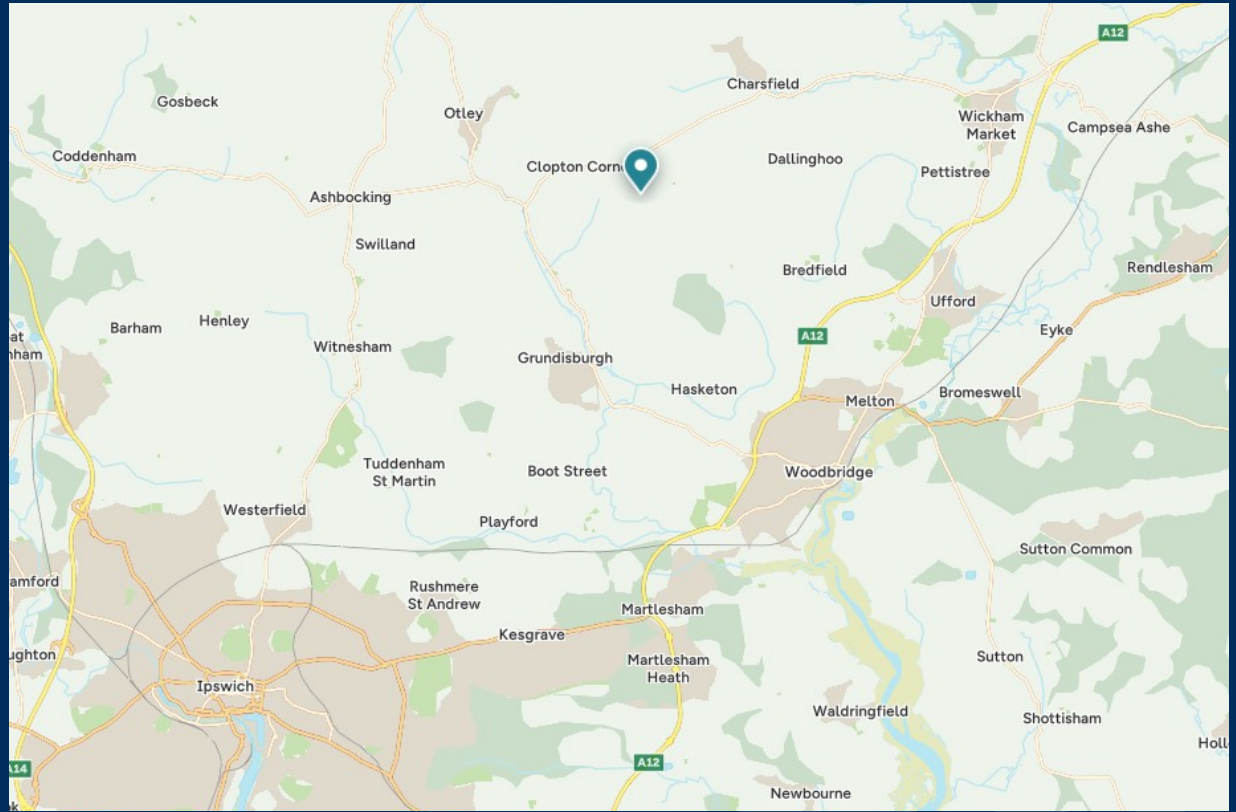 A12
Charsfield
Gosbeck
Otley
Wickham
Market
Campsea Ashe
Coddenham
Clopton Corn
Dallinghoo
Pettistree
Ashbocking
Swilland
Bredfield
Rendlesham
Ufford
Barham
Henley
Witnesham
A12
Eyke
at
nham
Grundisburgh
Hasketon
Melton
Bromeswell
Tuddenham
St Martin
Boot Street
Woodbridge
Westerfield
Playford
Sutton Common
amford
Rushmere
St Andrew
Martlesham
Kesgrave
ughton
Martlesham
Heath
Sutton
Ipswich
Waldringfield
Shottisham
Holl
A14
A12
Newbourne